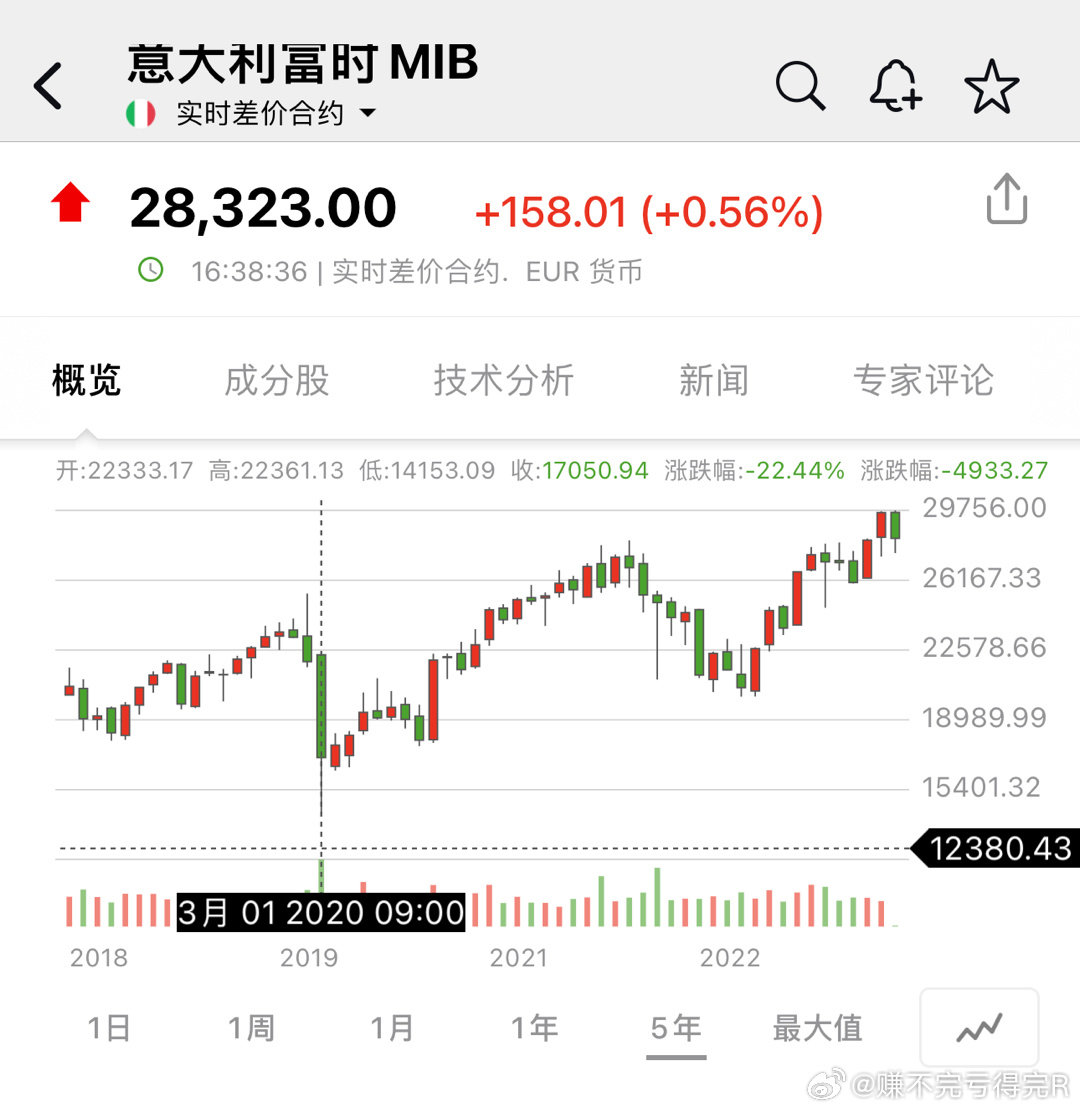 意大利富时 MIB
实时差价合约
28,323.00 +158.01 (+0.56%)
16:38:36 | 实时差价合约. EUR 货币
概览 成分股 技术分析 新闻 专家评论
开:22333.17 高:22361.13 低:14153.09 收:17050.94 涨跌幅:-22.44% 涨跌幅:-4933.27
29756.00
26167.33
22578.66
18989.99
15401.32
12380.43
3月 01 2020 09:00
2018 2019 2021 2022
1日 1周 1月 1年 5年 最大值
@赚不完亏得完R